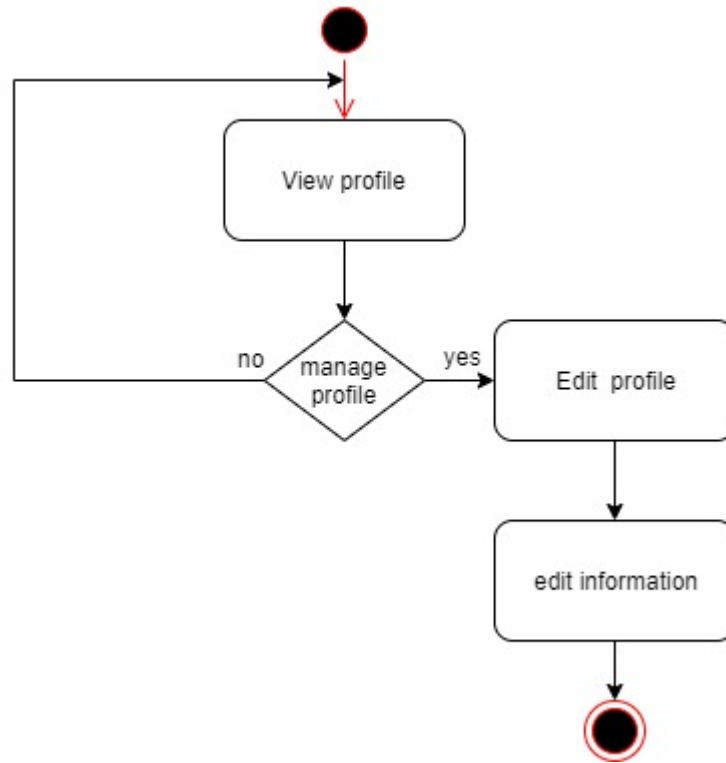 View profile
no
manage
profile
yes
Edit  profile
edit information